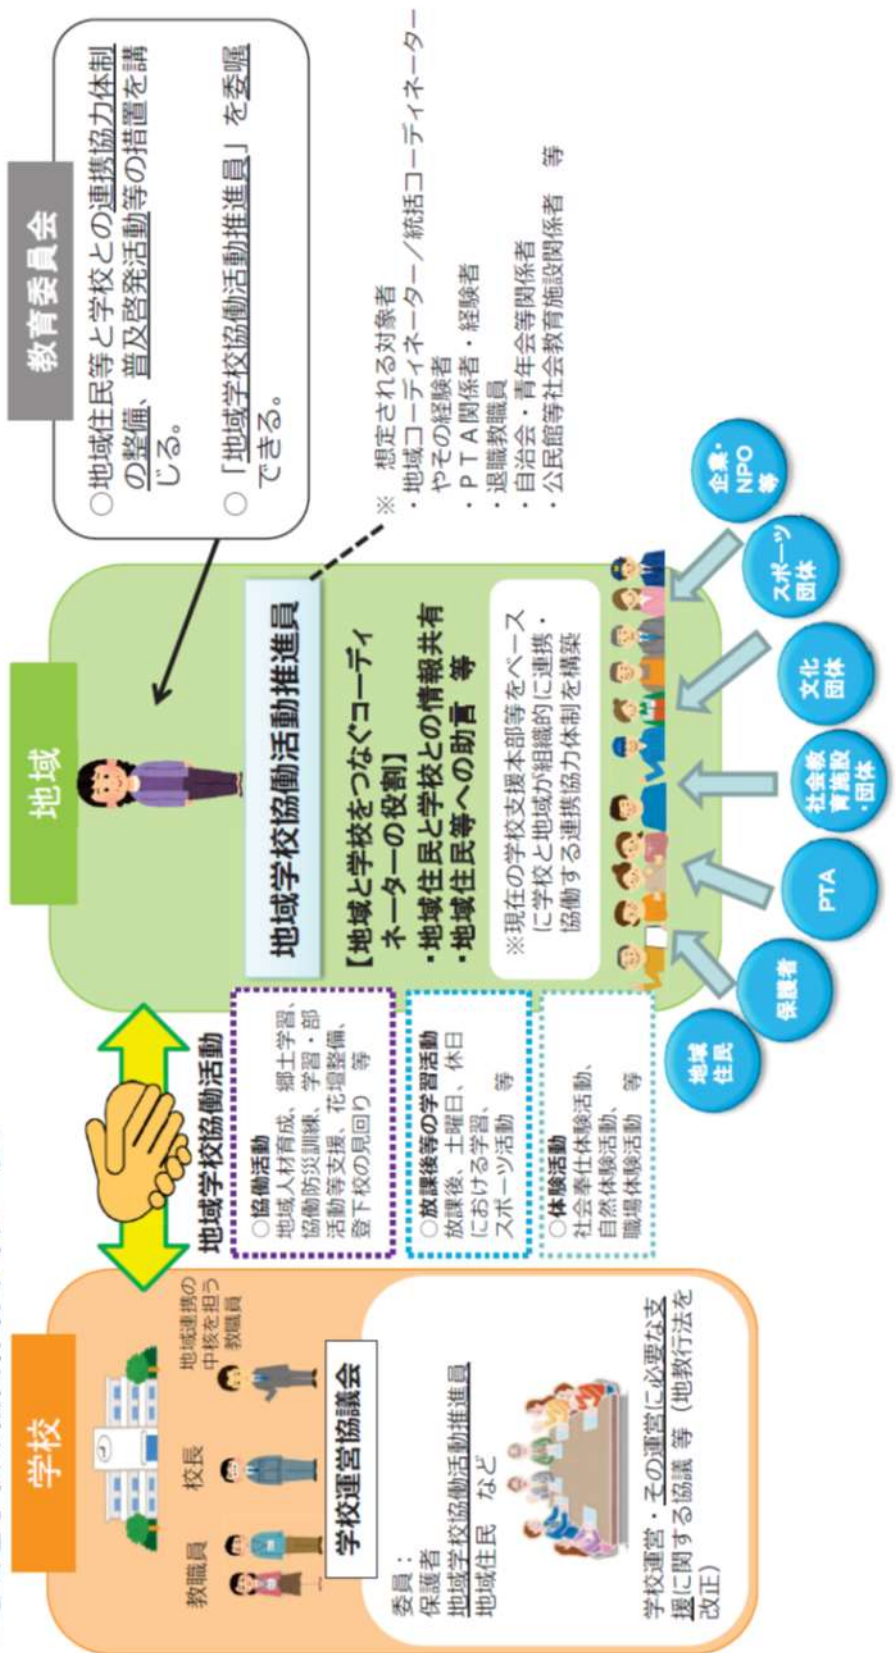 学校
教職員
校長
地域連携の
中核を担う
教職員
学校運営協議会
委員：
保護者
地域学校協働活動推進員
地域住民　など
学校運営・その運営に必要な支
援に関する協議 等（地教行法を
改正）
地域学校協働活動
○協働活動
地域人材育成、郷土学習、
協働防災訓練、学習・部
活動等支援、花壇整備、
登下校の見回り　等
○放課後等の学習活動
放課後、土曜日、休日
における学習、
スポーツ活動　等
○体験活動
社会奉仕体験活動、
自然体験活動、
職場体験活動　等
地域
地域学校協働活動推進員
【地域と学校をつなぐコーディ
ネーターの役割】
・地域住民と学校との情報共有
・地域住民等への助言　等
※現在の学校支援本部等をベース
に学校と地域が組織的に連携・
協働する連携協力体制を構築
地域
住民
保護者
PTA
社会教
育施設
・団体
文化
団体
スポーツ
団体
企業・
NPO
等
教育委員会
○地域住民等と学校との連携協力体制
の整備、普及啓発活動等の措置を講
じる。
○「地域学校協働活動推進員」を委嘱
できる。
※　想定される対象者
・地域コーディネーター／統括コーディネーター
やその経験者
・ＰＴＡ関係者・経験者
・退職教職員
・自治会・青年会等関係者
・公民館等社会教育施設関係者　等